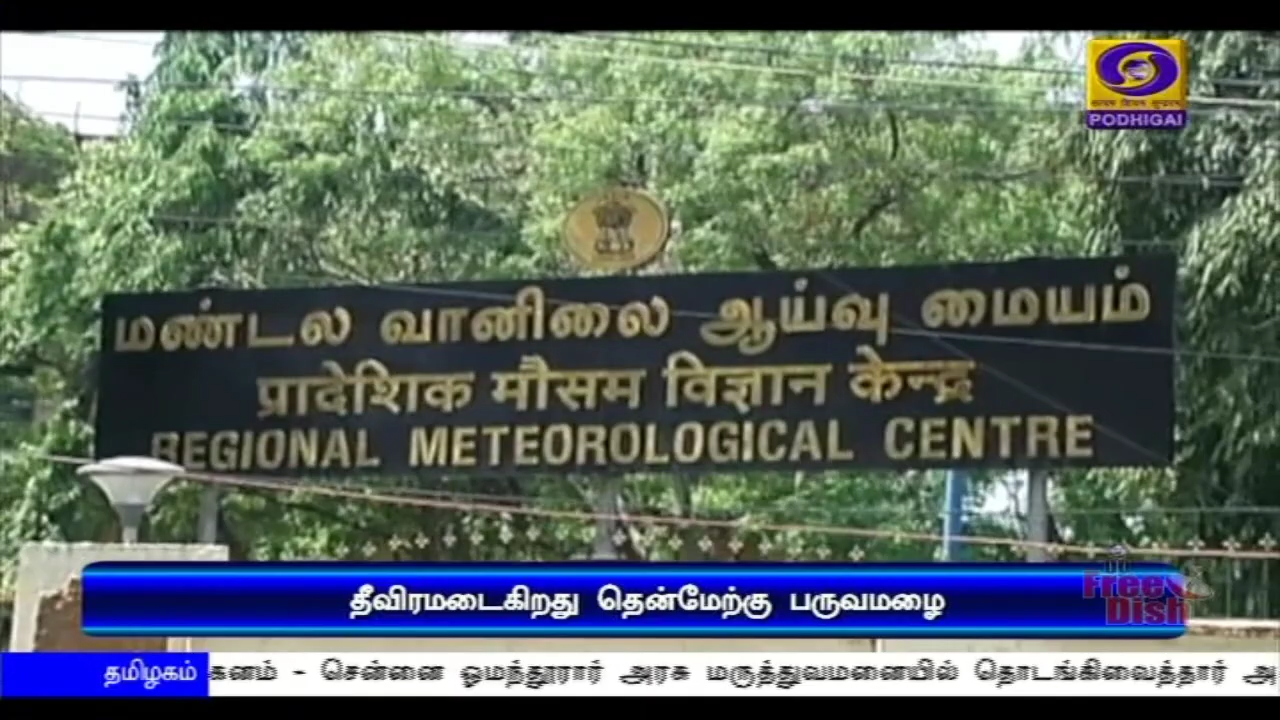 PODHIGAI
மண்டல வானிலை ஆய்வு மையம்
प्रादेशिक मौसम विज्ञान केन्द्र
REGIONAL METEOROLOGICAL CENTRE
தீவிரமடைகிறது தென்மேற்கு பருவமழை
Free Dish
தமிழகம் கனம் - சென்னை ஓமந்தூரார் அரசு மருத்துவமனையில் தொடங்கிவைத்தார் அ